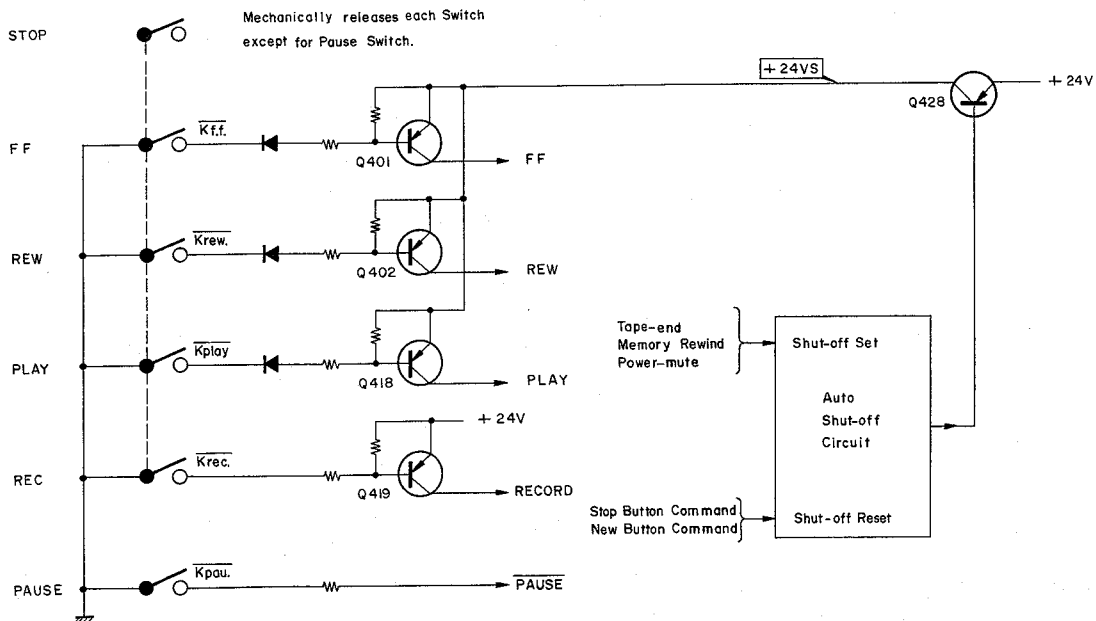 Mechanically releases each Switch
except for Pause Switch.
STOP
+24VS
+24V
Q428
FF
Kf.f.
Q401
FF
REW
Krew.
Q402
REW
PLAY
Kplay
Q418
PLAY
+24V
REC
Krec.
Q419
RECORD
PAUSE
Kpau.
PAUSE
Tape-end
Memory Rewind
Power-mute
Shut-off Set
Auto
Shut-off
Circuit
Stop Button Command
New Button Command
Shut-off Reset